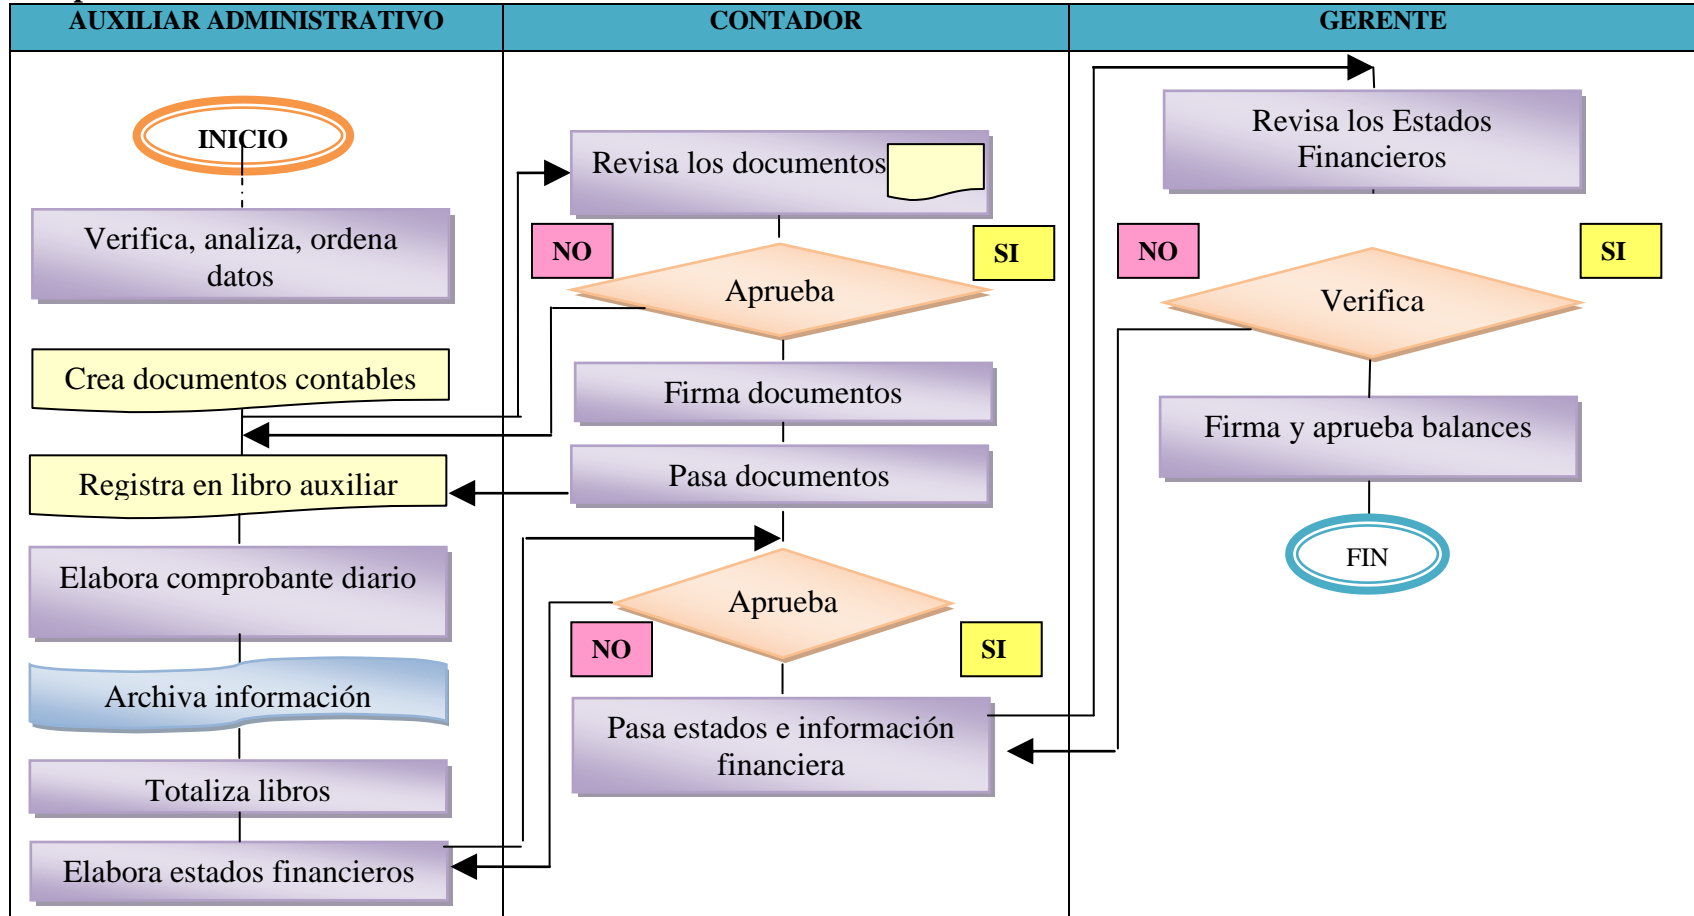 AUXILIAR ADMINISTRATIVO
CONTADOR
GERENTE
INICIO
Verifica, analiza, ordena
datos
Crea documentos contables
Registra en libro auxiliar
Elabora comprobante diario
Archiva información
Totaliza libros
Elabora estados financieros
Revisa los documentos
NO
SI
Aprueba
Firma documentos
Pasa documentos
Aprueba
NO
SI
Pasa estados e información
financiera
Revisa los Estados
Financieros
NO
SI
Verifica
Firma y aprueba balances
FIN